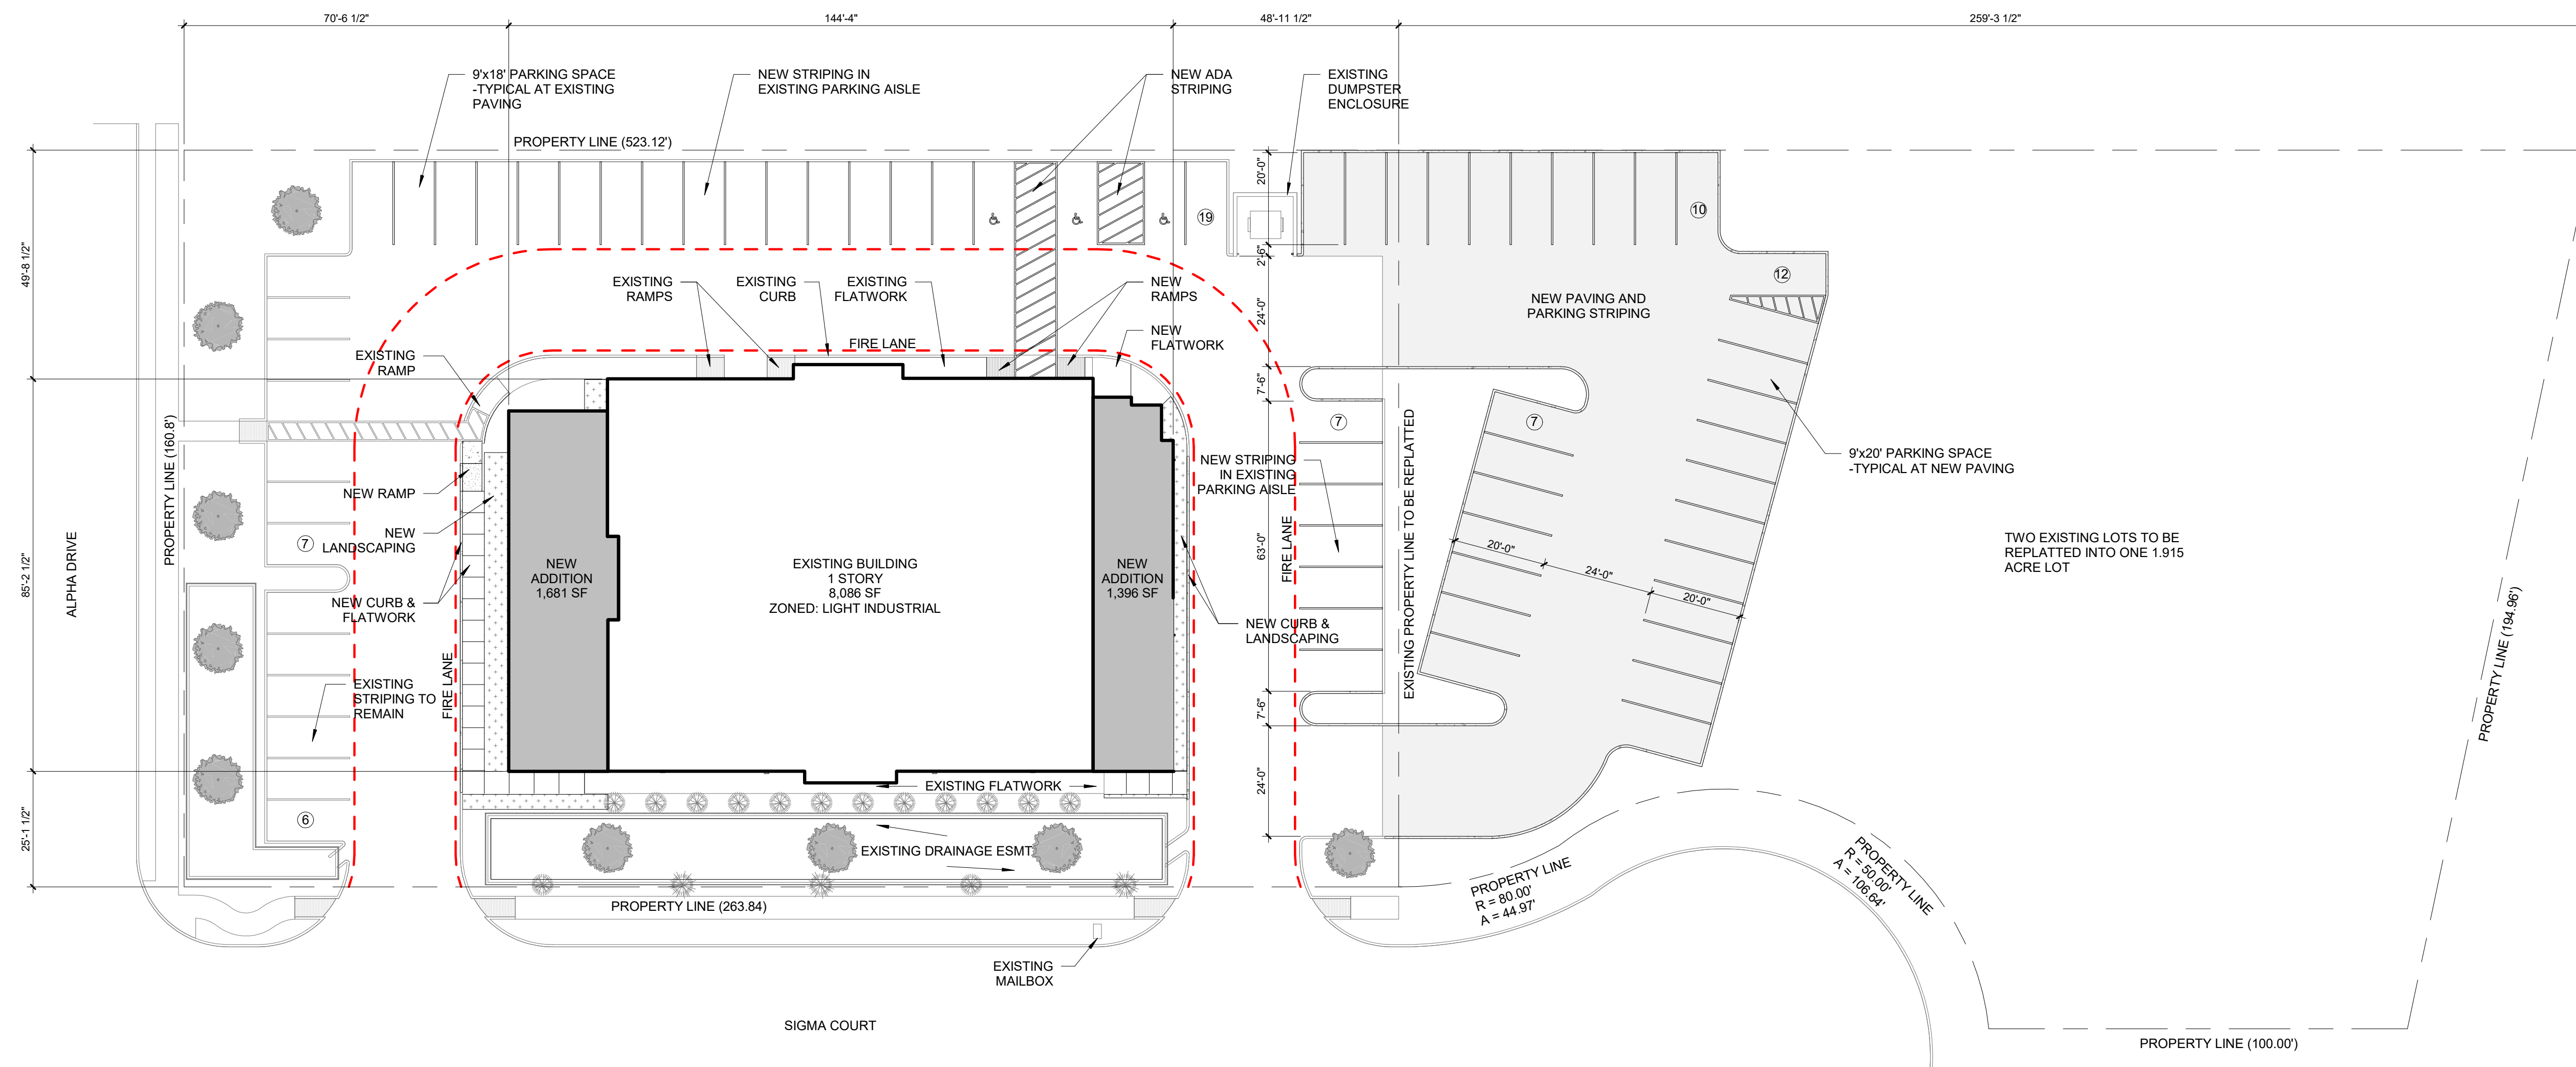 70'-6 1/2"
144'-4"
48'-11 1/2"
259'-3 1/2"
9'x18' PARKING SPACE
-TYPICAL AT EXISTING
PAVING
NEW STRIPING IN
EXISTING PARKING AISLE
NEW ADA
STRIPING
EXISTING
DUMPSTER
ENCLOSURE
PROPERTY LINE (523.12')
20'-0"
19
10
2'-6"
12
49'-8 1/2"
EXISTING
RAMPS
EXISTING
CURB
EXISTING
FLATWORK
NEW
RAMPS
24'-0"
NEW PAVING AND
PARKING STRIPING
NEW
FLATWORK
FIRE LANE
EXISTING
RAMP
7'-6"
7
7
PROPERTY LINE (160.8')
EXISTING PROPERTY LINE TO BE REPLATTED
9'x20' PARKING SPACE
-TYPICAL AT NEW PAVING
NEW STRIPING
IN EXISTING
PARKING AISLE
NEW RAMP
NEW
LANDSCAPING
7
ALPHA DRIVE
85'-2 1/2"
NEW
ADDITION
1,681 SF
EXISTING BUILDING
1 STORY
8,086 SF
ZONED: LIGHT INDUSTRIAL
NEW
ADDITION
1,396 SF
63'-0"
FIRE LANE
20'-0"
24'-0"
20'-0"
TWO EXISTING LOTS TO BE
REPLATTED INTO ONE 1.915
ACRE LOT
NEW CURB &
FLATWORK
NEW CURB &
LANDSCAPING
PROPERTY LINE (194.96')
EXISTING
STRIPING TO
REMAIN
FIRE LANE
7'-6"
24'-0"
EXISTING FLATWORK
6
25'-1 1/2"
EXISTING DRAINAGE ESMT
PROPERTY LINE
R = 80.00'
A = 44.97'
PROPERTY LINE
R = 50.00'
A = 106.64'
PROPERTY LINE (263.84)
EXISTING
MAILBOX
SIGMA COURT
PROPERTY LINE (100.00')